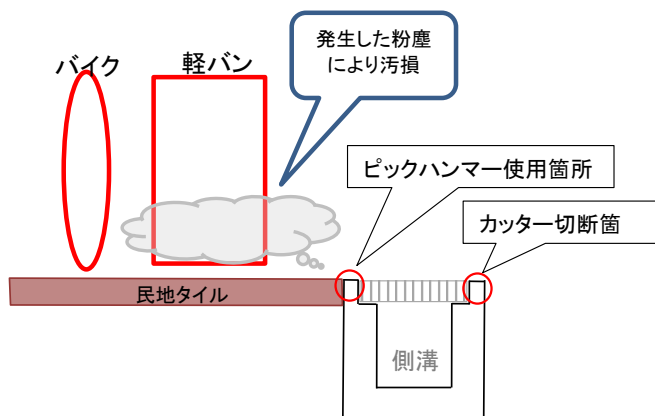 発生した粉塵
により汚損
バイク
軽バン
ピックハンマー使用箇所
カッター切断箇
民地タイル
側溝